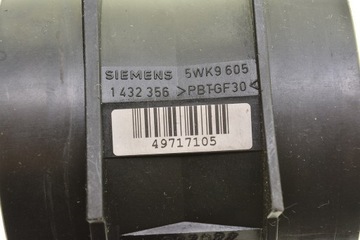 SIEMENS 5WK9 605
1 432 356 >PBT-GF30<
49717105